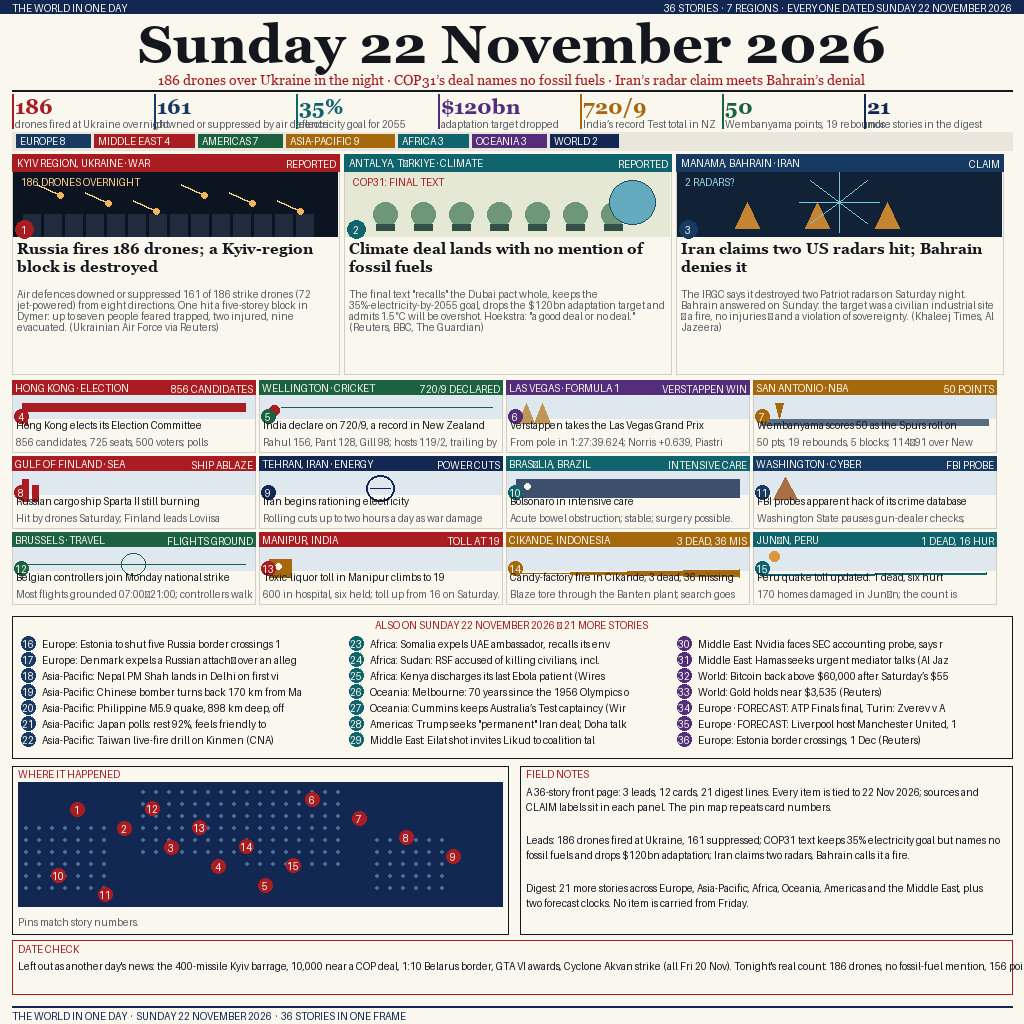 THE WORLD IN ONE DAY
36 STORIES · 7 REGIONS · EVERY ONE DATED SUNDAY 22 NOVEMBER 2026
Sunday 22 November 2026
186 drones over Ukraine in the night · COP31's deal names no fossil fuels · Iran's radar claim meets Bahrain's denial
186
drones fired at Ukraine overnight
161
downed or suppressed by air defences
35%
electricity goal for 2055
$120bn
adaptation target dropped
720/9
India's record Test total in NZ
50
Wembanyama points, 19 rebounds
21
more stories in the digest
EUROPE 8
MIDDLE EAST 4
AMERICAS 7
ASIA-PACIFIC 9
AFRICA 3
OCEANIA 3
WORLD 2
KYIV REGION, UKRAINE · WAR
REPORTED
186 DRONES OVERNIGHT
1
Russia fires 186 drones; a Kyiv-region
block is destroyed
Air defences downed or suppressed 161 of 186 strike drones (72
jet-powered) from eight directions. One hit a five-storey block in
Dymer: up to seven people feared trapped, two injured, nine
evacuated. (Ukrainian Air Force via Reuters)
ANTALYA, T▯RKIYE · CLIMATE
REPORTED
COP31: FINAL TEXT
2
Climate deal lands with no mention of
fossil fuels
The final text "recalls" the Dubai pact whole, keeps the
35%-electricity-by-2055 goal, drops the $120bn adaptation target and
admits 1.5°C will be overshot. Hoekstra: "a good deal or no deal."
(Reuters, BBC, The Guardian)
MANAMA, BAHRAIN · IRAN
CLAIM
2 RADARS?
3
Iran claims two US radars hit; Bahrain
denies it
The IRGC says it destroyed two Patriot radars on Saturday night.
Bahrain answered on Sunday: the target was a civilian industrial site
▯ a fire, no injuries ▯ and a violation of sovereignty. (Khaleej Times, Al
Jazeera)
HONG KONG · ELECTION
856 CANDIDATES
4
Hong Kong elects its Election Committee
856 candidates, 725 seats, 500 voters; polls
WELLINGTON · CRICKET
720/9 DECLARED
5
India declare on 720/9, a record in New Zealand
Rahul 156, Pant 128, Gill 98; hosts 119/2, trailing by
LAS VEGAS · FORMULA 1
VERSTAPPEN WIN
6
Verstappen takes the Las Vegas Grand Prix
From pole in 1:27:39.624; Norris +0.639, Piastri
SAN ANTONIO · NBA
50 POINTS
7
Wembanyama scores 50 as the Spurs roll on
50 pts, 19 rebounds, 5 blocks; 114▯91 over New
GULF OF FINLAND · SEA
SHIP ABLAZE
8
Russian cargo ship Sparta II still burning
Hit by drones Saturday; Finland leads Loviisa
TEHRAN, IRAN · ENERGY
POWER CUTS
9
Iran begins rationing electricity
Rolling cuts up to two hours a day as war damage
BRAS▯LIA, BRAZIL
INTENSIVE CARE
10
Bolsonaro in intensive care
Acute bowel obstruction; stable; surgery possible.
WASHINGTON · CYBER
FBI PROBE
11
FBI probes apparent hack of its crime database
Washington State pauses gun-dealer checks;
BRUSSELS · TRAVEL
FLIGHTS GROUND
12
Belgian controllers join Monday national strike
Most flights grounded 07:00▯21:00; controllers walk
MANIPUR, INDIA
TOLL AT 19
13
Toxic-liquor toll in Manipur climbs to 19
600 in hospital, six held; toll up from 16 on Saturday.
CIKANDE, INDONESIA
3 DEAD, 36 MIS
14
Candy-factory fire in Cikande; 3 dead, 36 missing
Blaze tore through the Banten plant; search goes
JUN▯N, PERU
1 DEAD, 16 HUR
15
Peru quake toll updated: 1 dead, six hurt
170 homes damaged in Jun▯n; the count is
ALSO ON SUNDAY 22 NOVEMBER 2026 ▯ 21 MORE STORIES
16 Europe: Estonia to shut five Russia border crossings 1
17 Europe: Denmark expels a Russian attach▯ over an alleg
18 Asia-Pacific: Nepal PM Shah lands in Delhi on first vi
19 Asia-Pacific: Chinese bomber turns back 170 km from Ma
20 Asia-Pacific: Philippine M5.9 quake, 898 km deep, off
21 Asia-Pacific: Japan polls: rest 92%, feels friendly to
22 Asia-Pacific: Taiwan live-fire drill on Kinmen (CNA)
23 Africa: Somalia expels UAE ambassador, recalls its env
24 Africa: Sudan: RSF accused of killing civilians, incl.
25 Africa: Kenya discharges its last Ebola patient (Wires
26 Oceania: Melbourne: 70 years since the 1956 Olympics o
27 Oceania: Cummins keeps Australia's Test captaincy (Wir
28 Americas: Trump seeks "permanent" Iran deal; Doha talk
29 Middle East: Eilat shot invites Likud to coalition tal
30 Middle East: Nvidia faces SEC accounting probe, says r
31 Middle East: Hamas seeks urgent mediator talks (Al Jaz
32 World: Bitcoin back above $60,000 after Saturday's $55
33 World: Gold holds near $3,535 (Reuters)
34 Europe · FORECAST: ATP Finals final, Turin: Zverev v A
35 Europe · FORECAST: Liverpool host Manchester United, 1
36 Europe: Estonia border crossings, 1 Dec (Reuters)
WHERE IT HAPPENED
1
12
6
2
13
7
3
14
8
10
4
15
9
11
5
Pins match story numbers.
FIELD NOTES
A 36-story front page: 3 leads, 12 cards, 21 digest lines. Every item is tied to 22 Nov 2026; sources and
CLAIM labels sit in each panel. The pin map repeats card numbers.
Leads: 186 drones fired at Ukraine, 161 suppressed; COP31 text keeps 35% electricity goal but names no
fossil fuels and drops $120bn adaptation; Iran claims two radars, Bahrain calls it a fire.
Digest: 21 more stories across Europe, Asia-Pacific, Africa, Oceania, Americas and the Middle East, plus
two forecast clocks. No item is carried from Friday.
DATE CHECK
Left out as another day's news: the 400-missile Kyiv barrage, 10,000 near a COP deal, 1:10 Belarus border, GTA VI awards, Cyclone Akvan strike (all Fri 20 Nov). Tonight's real count: 186 drones, no fossil-fuel mention, 156 poi
THE WORLD IN ONE DAY · SUNDAY 22 NOVEMBER 2026 · 36 STORIES IN ONE FRAME